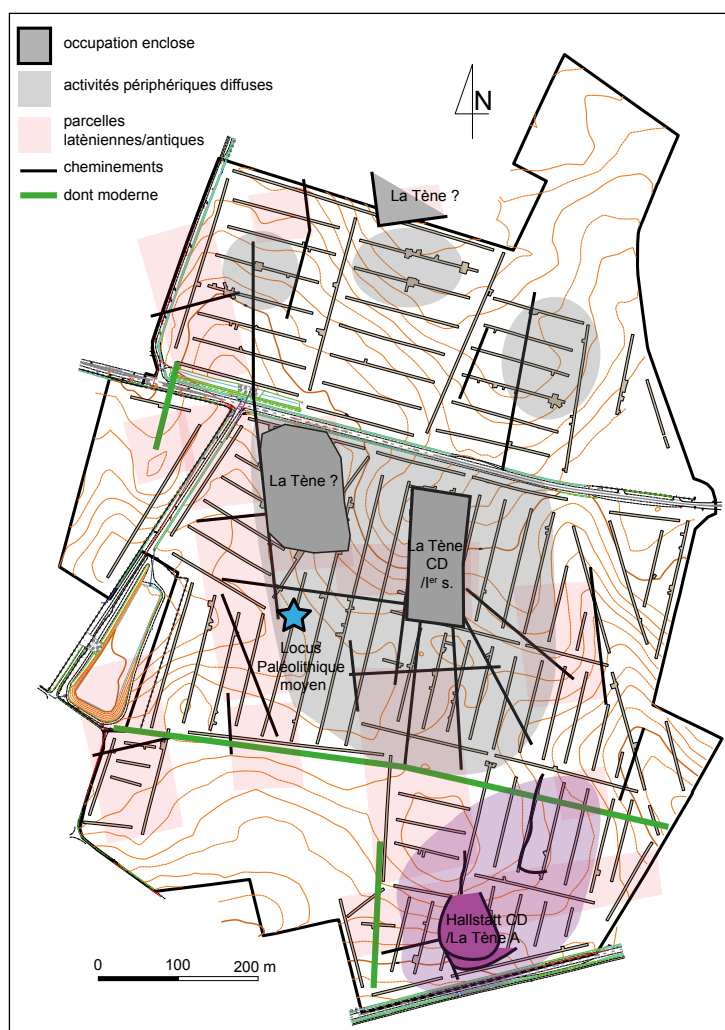 occupation enclose
activités périphériques diffuses
parcelles
latèniennes/antiques
cheminements
dont moderne
N
La Tène ?
La Tène ?
La Tène
CD
/Ier s.
Locus
Paléolithique
moyen
Hallstatt CD
/La Tène A
0 100 200 m